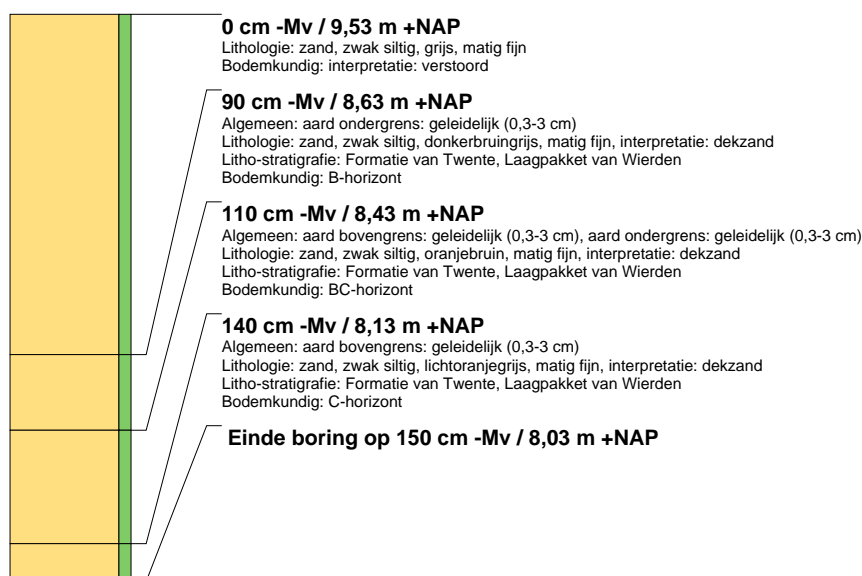 0 cm -Mv / 9,53 m +NAP
Lithologie: zand, zwak siltig, grijs, matig fijn
Bodemkundig: interpretatie: verstoord
90 cm -Mv / 8,63 m +NAP
Algemeen: aard ondergrens: geleidelijk (0,3-3 cm)
Lithologie: zand, zwak siltig, donkerbruingrijs, matig fijn, interpretatie: dekzand
Litho-stratigrafie: Formatie van Twente, Laagpakket van Wierden
Bodemkundig: B-horizont
110 cm -Mv / 8,43 m +NAP
Algemeen: aard bovengrens: geleidelijk (0,3-3 cm), aard ondergrens: geleidelijk (0,3-3 cm)
Lithologie: zand, zwak siltig, oranjebruin, matig fijn, interpretatie: dekzand
Litho-stratigrafie: Formatie van Twente, Laagpakket van Wierden
Bodemkundig: BC-horizont
140 cm -Mv / 8,13 m +NAP
Algemeen: aard bovengrens: geleidelijk (0,3-3 cm)
Lithologie: zand, zwak siltig, lichtoranjegrijs, matig fijn, interpretatie: dekzand
Litho-stratigrafie: Formatie van Twente, Laagpakket van Wierden
Bodemkundig: C-horizont
Einde boring op 150 cm -Mv / 8,03 m +NAP